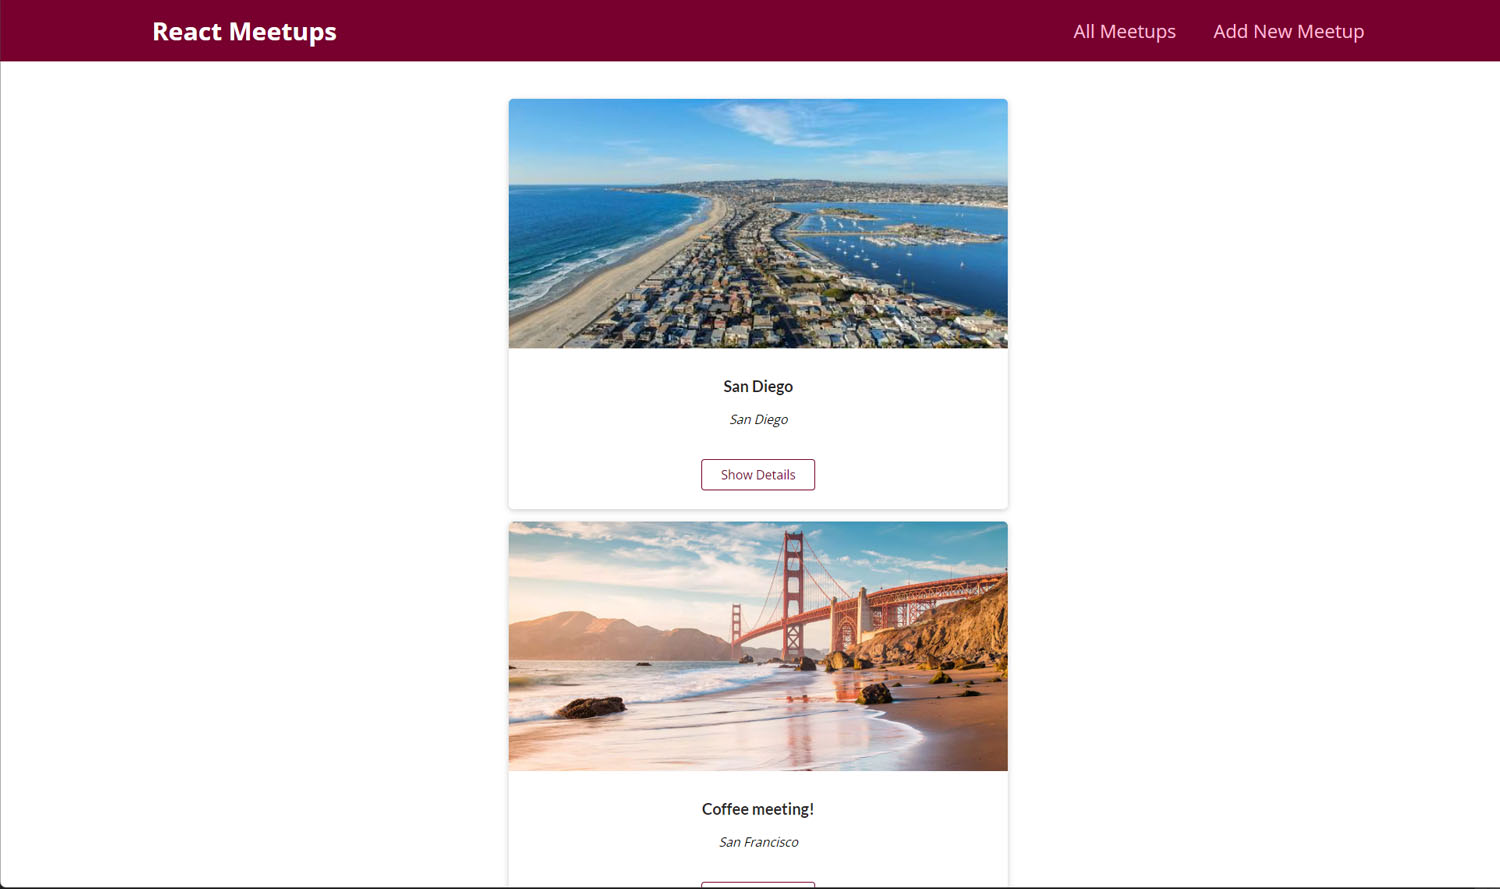 React Meetups
All Meetups
Add New Meetup
San Diego
San Diego
Show Details
Coffee meeting!
San Francisco